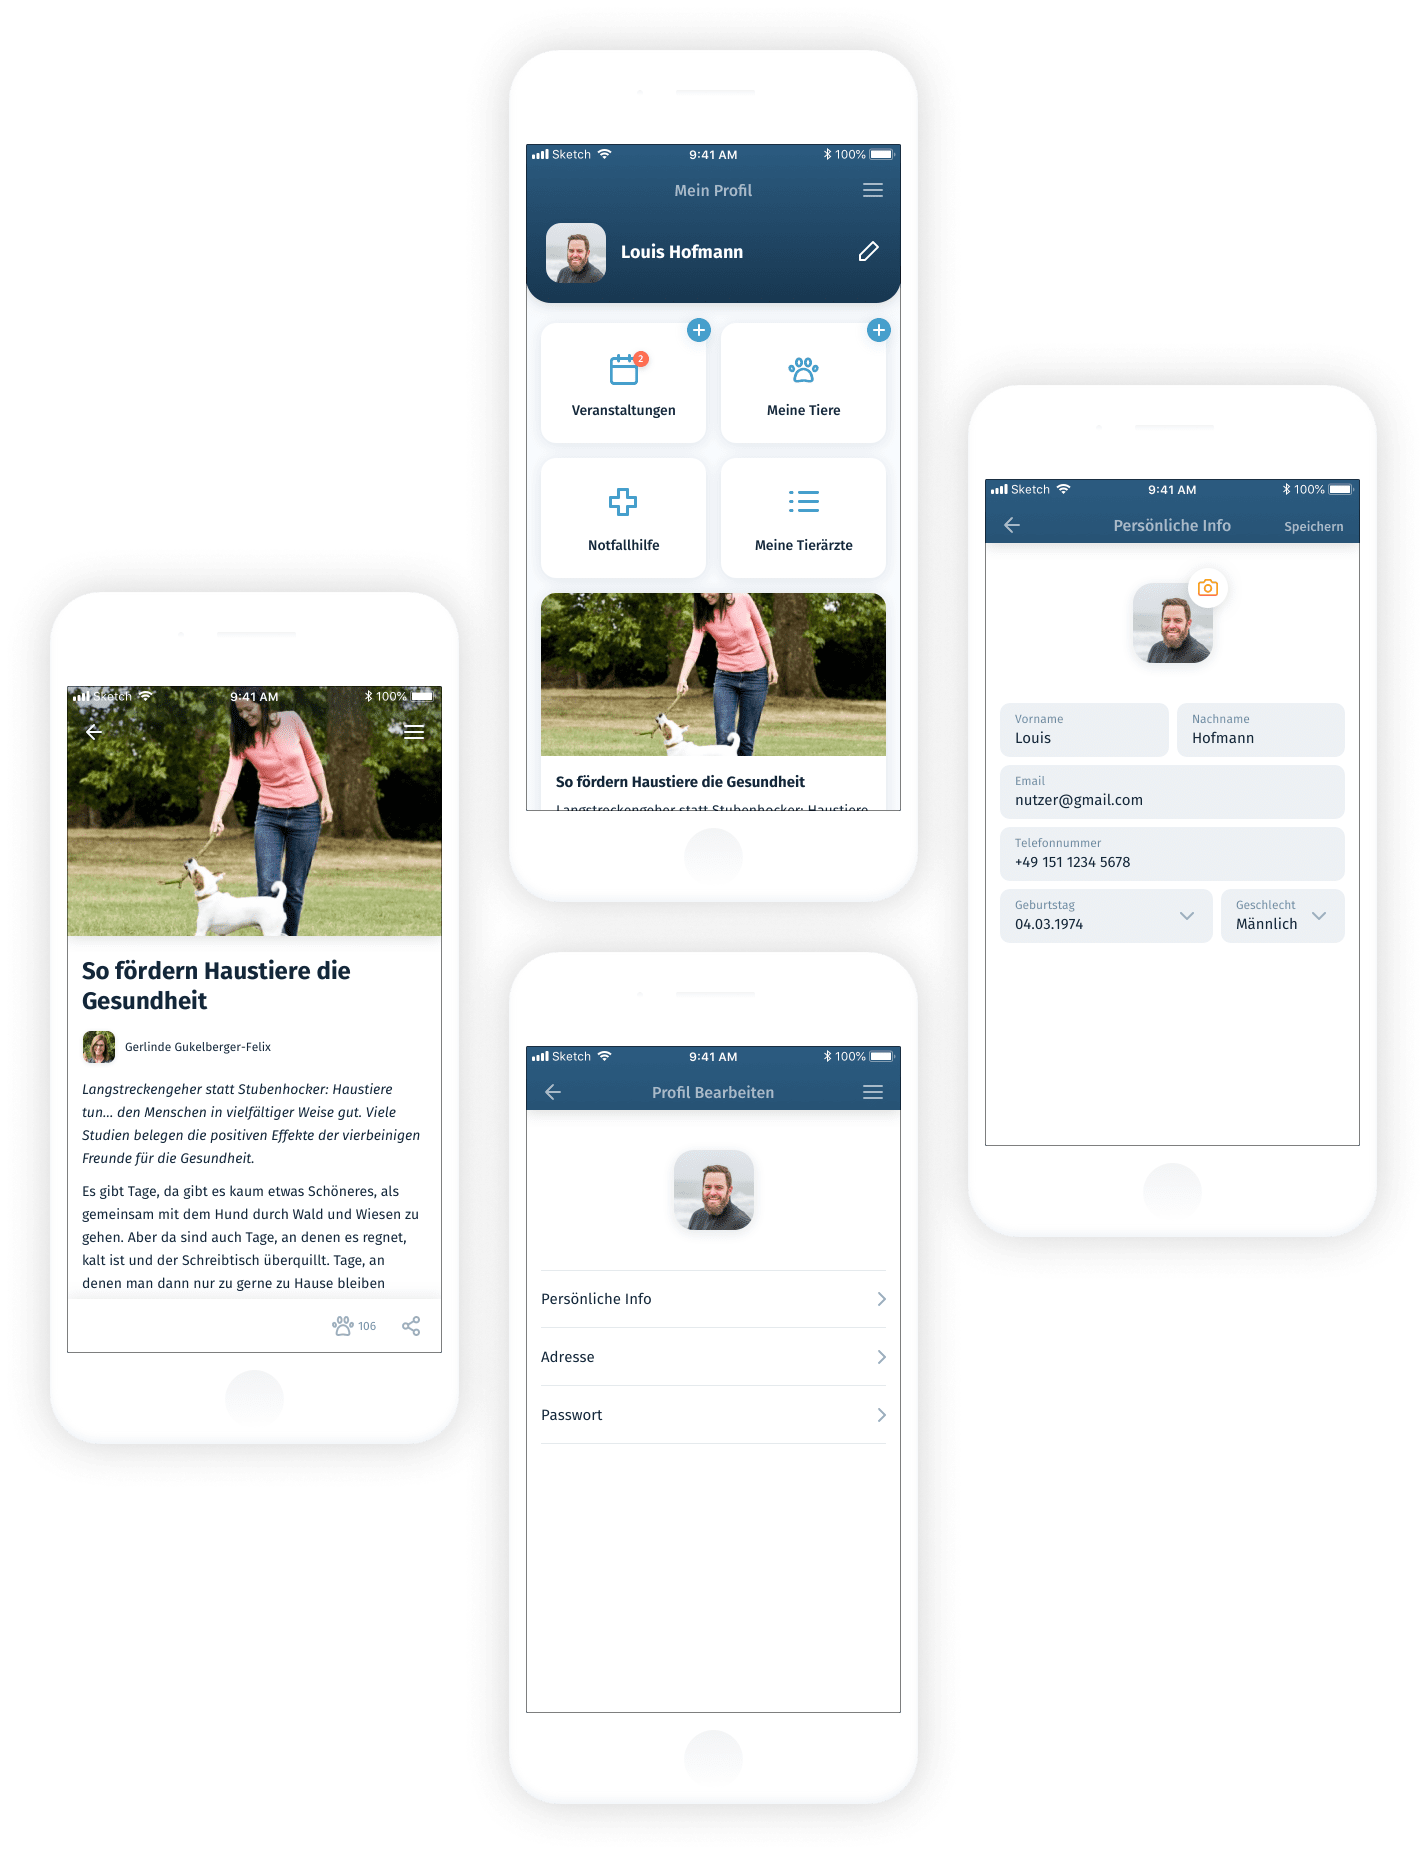 Sketch 9:41 AM 100%
Mein Profil
Louis Hofmann
2
Veranstaltungen
Meine Tiere
Notfallhilfe
Meine Tierärzte
So fördern Haustiere die Gesundheit
Langstreckengeher statt Stubenhocker: Haustiere
Sketch 9:41 AM 100%
So fördern Haustiere die
Gesundheit
Gerlinde Gukelberger-Felix
Langstreckengeher statt Stubenhocker: Haustiere
tun... den Menschen in vielfältiger Weise gut. Viele
Studien belegen die positiven Effekte der vierbeinigen
Freunde für die Gesundheit.
Es gibt Tage, da gibt es kaum etwas Schöneres, als
gemeinsam mit dem Hund durch Wald und Wiesen zu
gehen. Aber da sind auch Tage, an denen es regnet,
kalt ist und der Schreibtisch überquillt. Tage, an
denen man dann nur zu gerne zu Hause bleiben
106
Sketch 9:41 AM 100%
Profil Bearbeiten
Persönliche Info
Adresse
Passwort
Sketch 9:41 AM 100%
Persönliche Info Speichern
Vorname
Louis
Nachname
Hofmann
Email
nutzer@gmail.com
Telefonnummer
+49 151 1234 5678
Geburtstag
04.03.1974
Geschlecht
Männlich